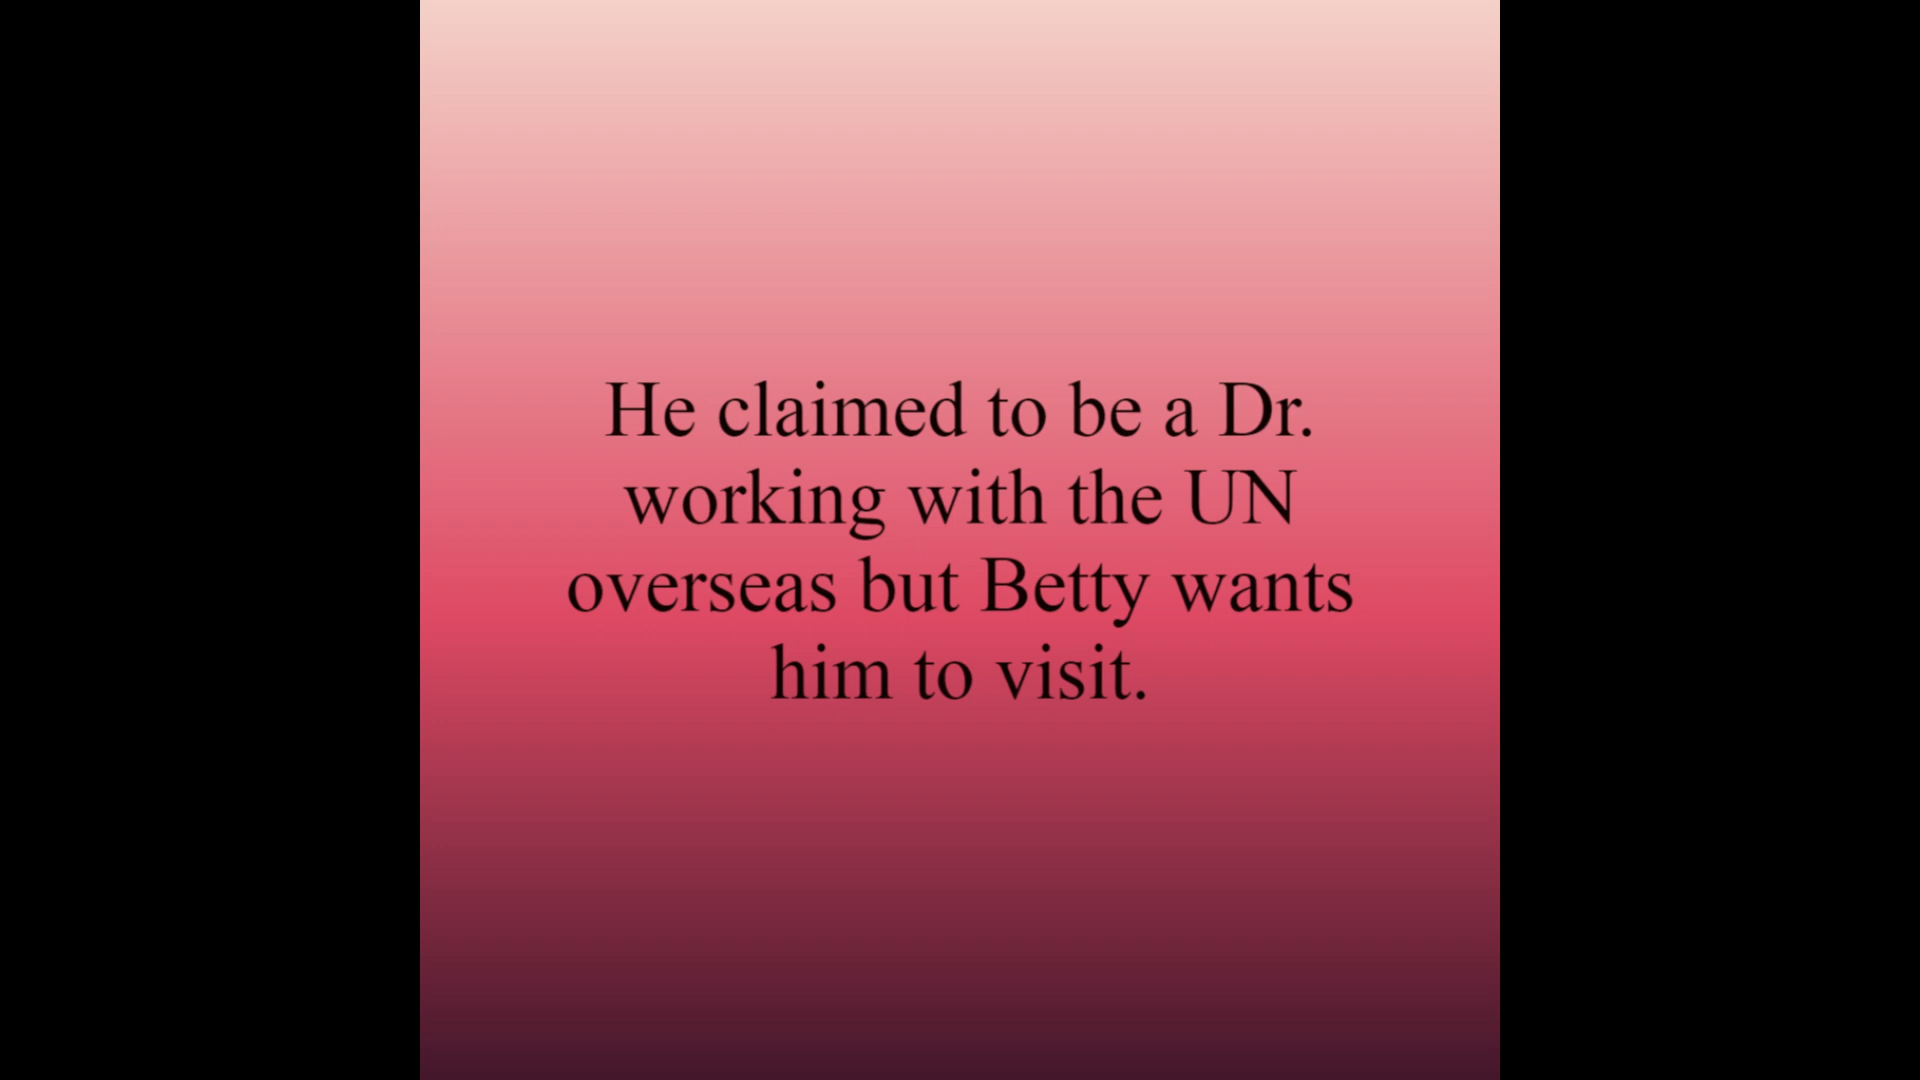 He claimed to be a Dr.
working with the UN
overseas but Betty wants
him to visit.